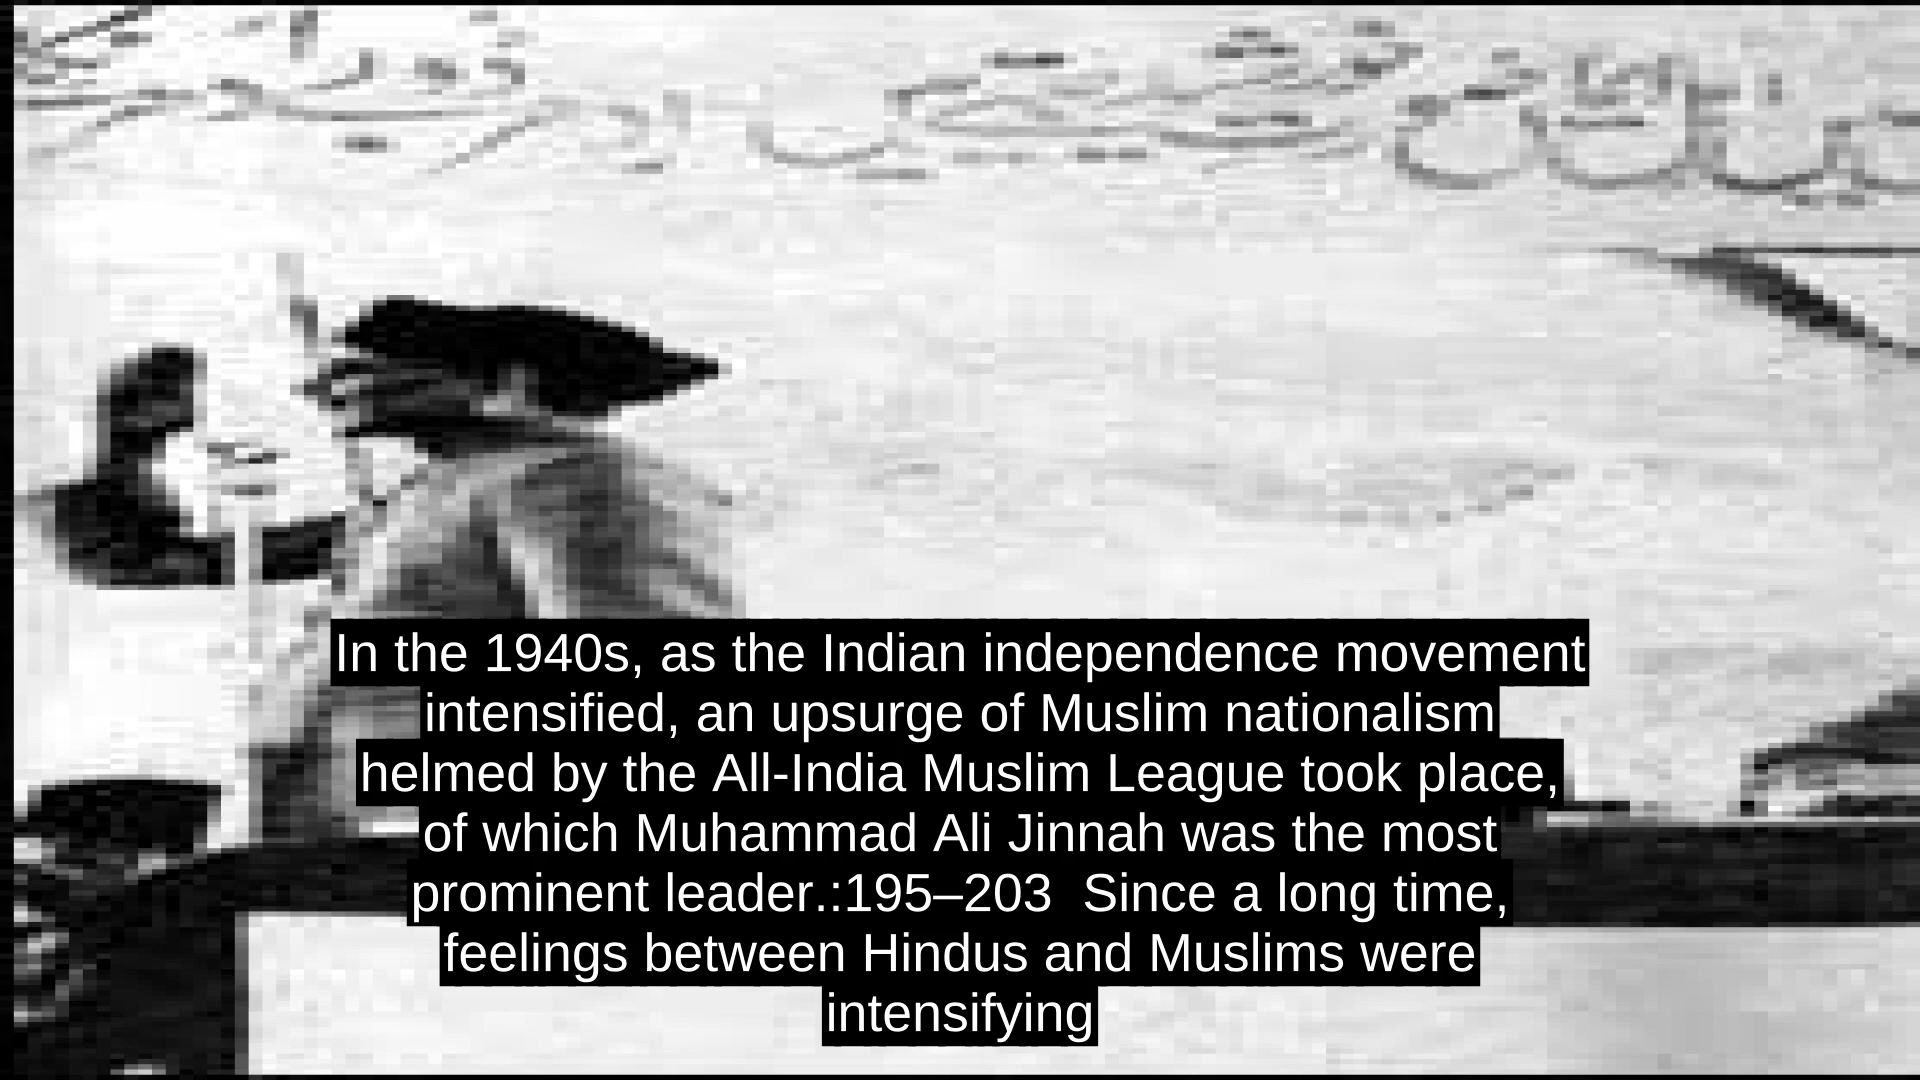 In the 1940s, as the Indian independence movement
intensified, an upsurge of Muslim nationalism
helmed by the All-India Muslim League took place,
of which Muhammad Ali Jinnah was the most
prominent leader.:195–203  Since a long time,
feelings between Hindus and Muslims were
intensifying